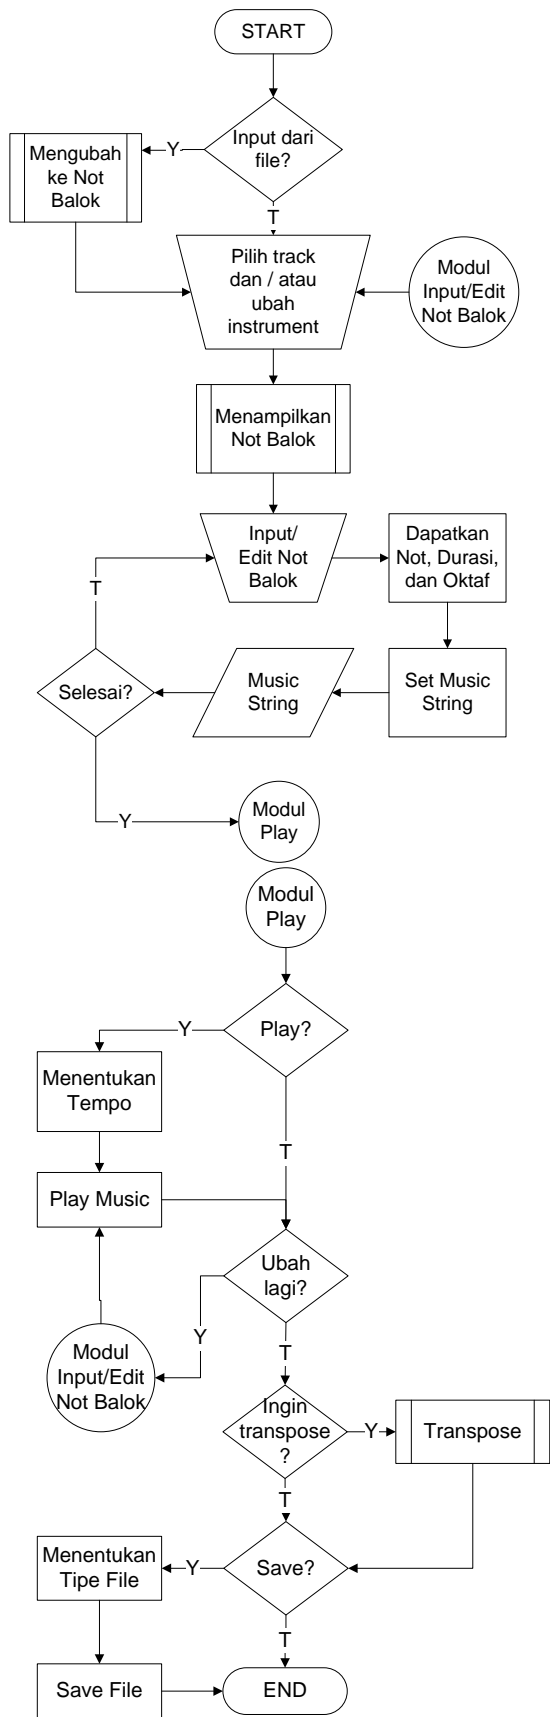 START
Input dari
file?
Y
Mengubah
ke Not
Balok
T
Pilih track
dan / atau
ubah
instrument
Modul
Input/Edit
Not Balok
Menampilkan
Not Balok
Input/
Edit Not
Balok
Dapatkan
Not, Durasi,
dan Oktaf
T
Selesai?
Music
String
Set Music
String
Y
Modul
Play
Modul
Play
Play?
Y
Menentukan
Tempo
T
Play Music
Ubah
lagi?
Y
Modul
Input/Edit
Not Balok
T
Ingin
transpose
?
Y
Transpose
T
Save?
Y
Menentukan
Tipe File
T
Save File
END